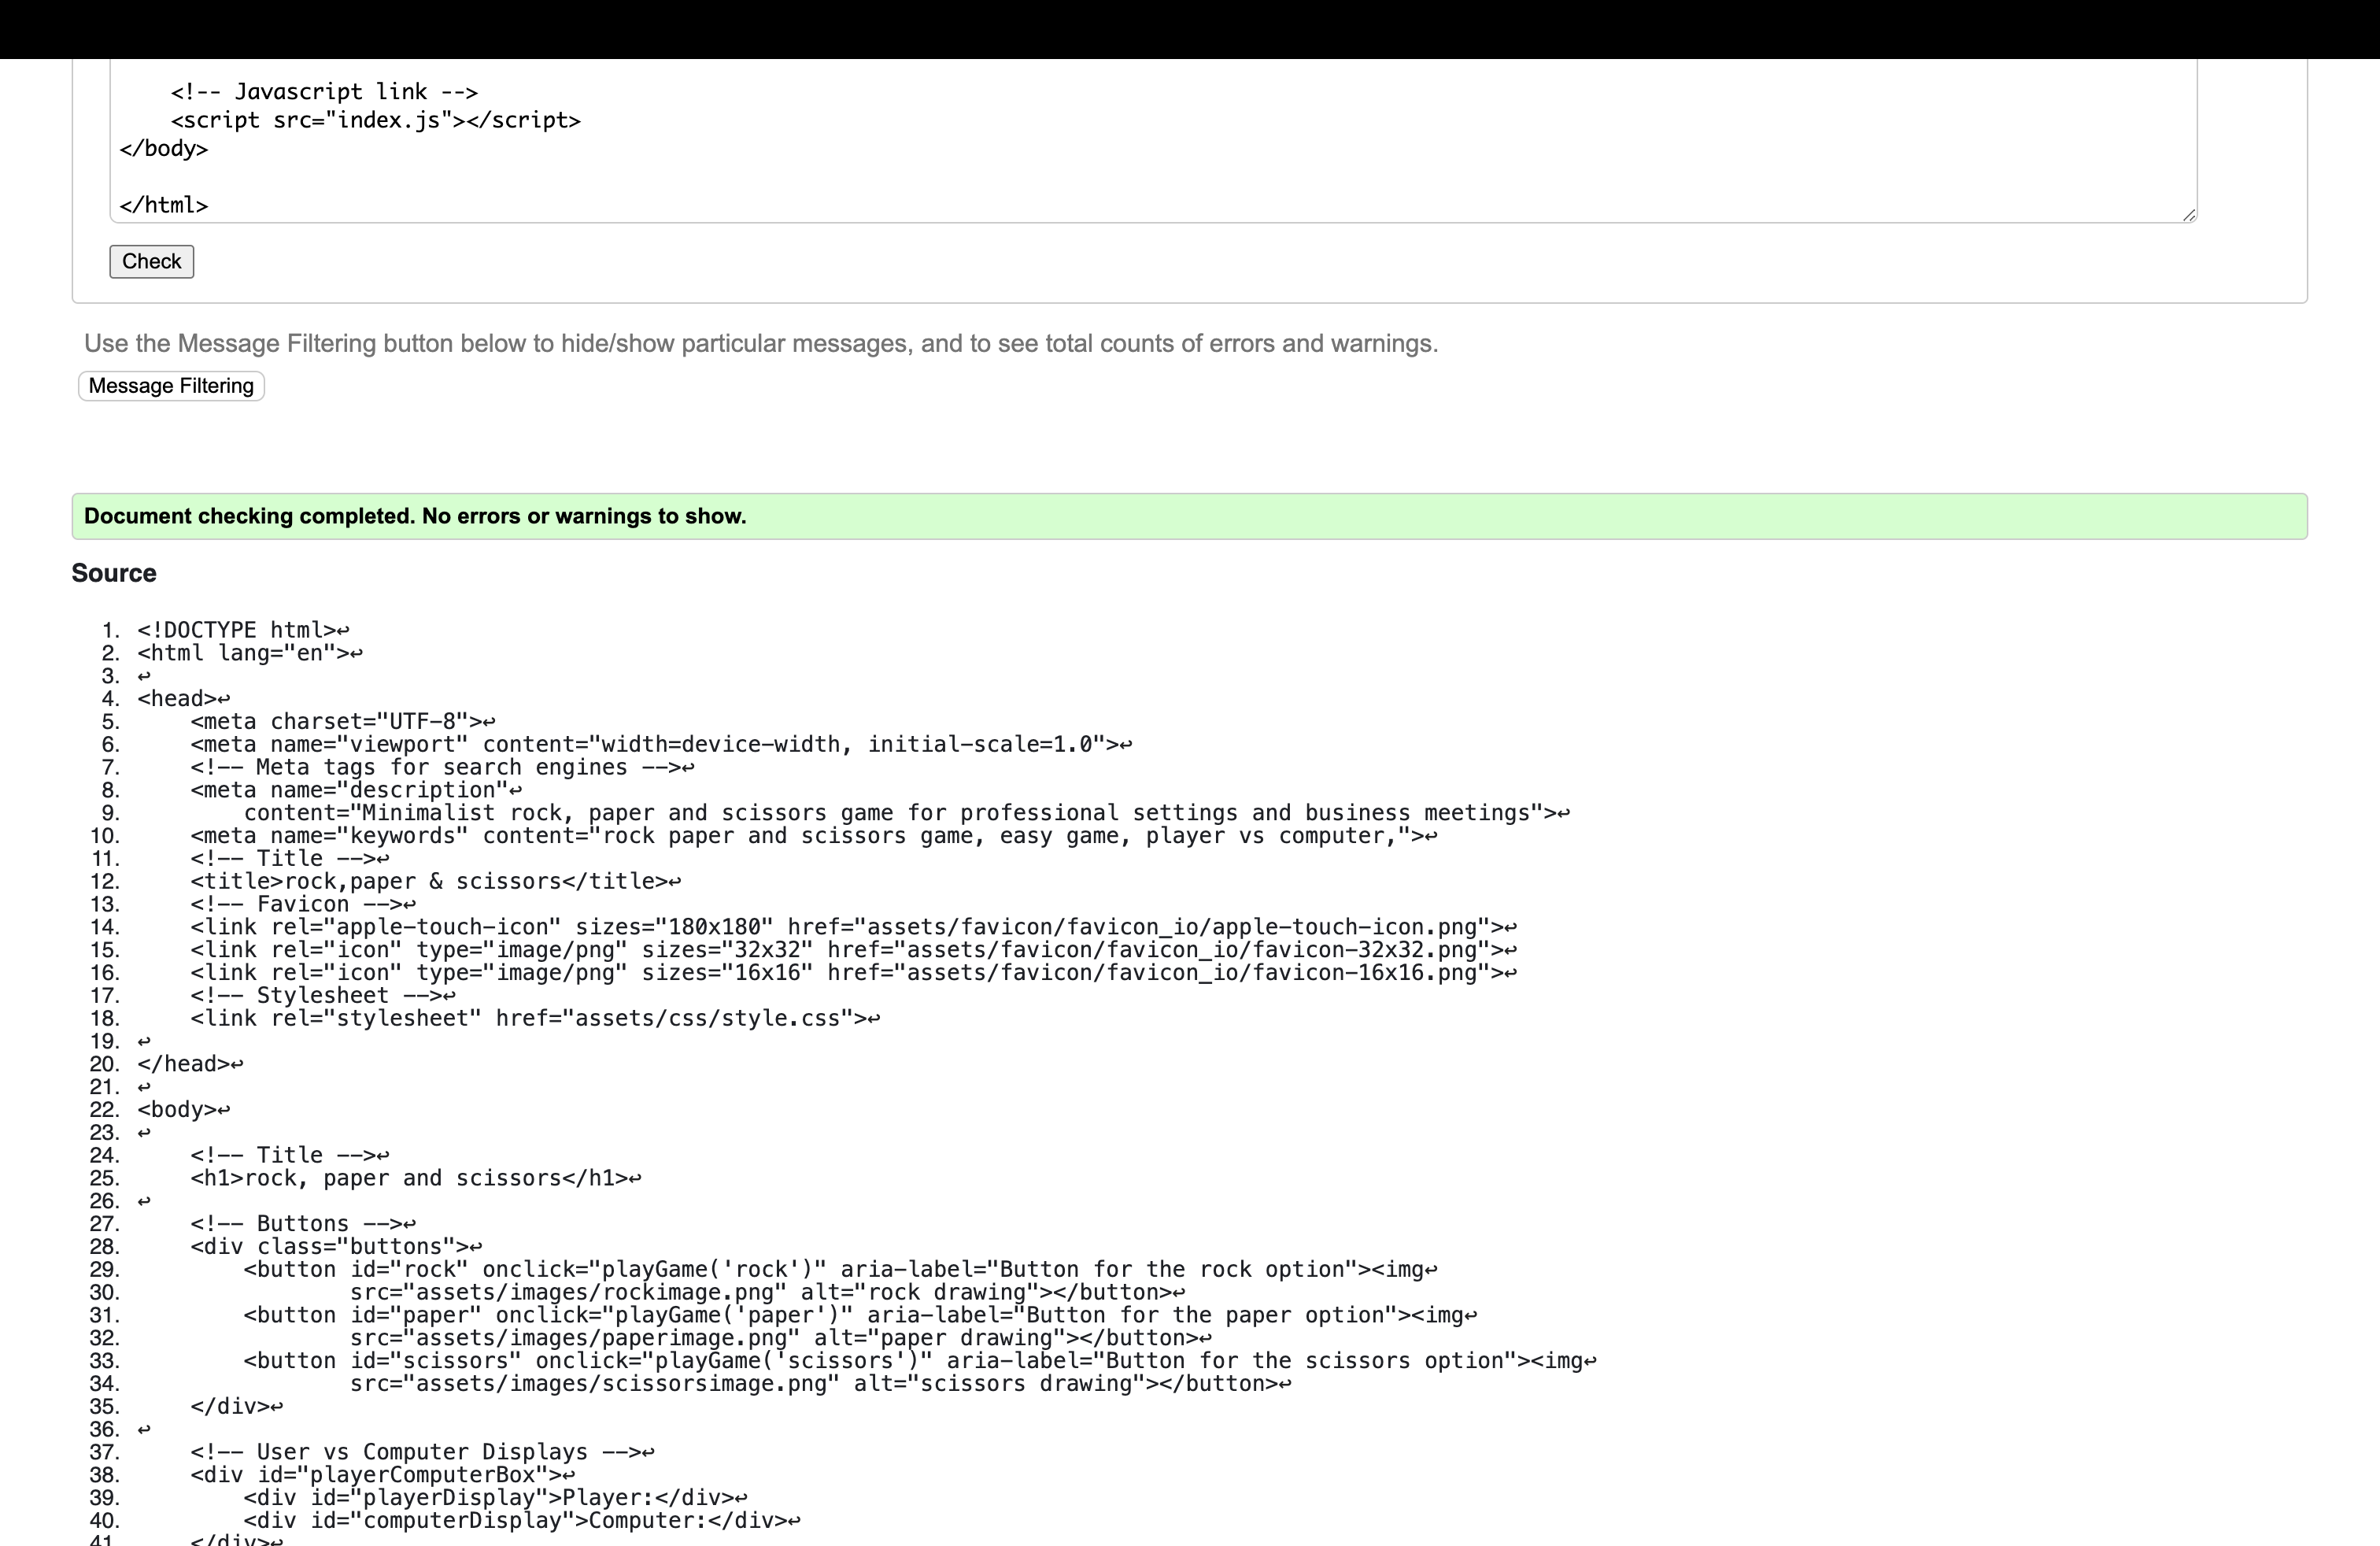 <!-- Javascript link -->
    <script src="index.js"></script>
</body>
</html>
Check
Use the Message Filtering button below to hide/show particular messages, and to see total counts of errors and warnings.
Message Filtering
Document checking completed. No errors or warnings to show.
Source
1. <!DOCTYPE html>↩
2. <html lang="en">↩
3. ↩
4. <head>↩
5.     <meta charset="UTF-8">↩
6.     <meta name="viewport" content="width=device-width, initial-scale=1.0">↩
7.     <!-- Meta tags for search engines -->↩
8.     <meta name="description"↩
9.         content="Minimalist rock, paper and scissors game for professional settings and business meetings">↩
10.     <meta name="keywords" content="rock paper and scissors game, easy game, player vs computer,">↩
11.     <!-- Title -->↩
12.     <title>rock,paper & scissors</title>↩
13.     <!-- Favicon -->↩
14.     <link rel="apple-touch-icon" sizes="180x180" href="assets/favicon/favicon_io/apple-touch-icon.png">↩
15.     <link rel="icon" type="image/png" sizes="32x32" href="assets/favicon/favicon_io/favicon-32x32.png">↩
16.     <link rel="icon" type="image/png" sizes="16x16" href="assets/favicon/favicon_io/favicon-16x16.png">↩
17.     <!-- Stylesheet -->↩
18.     <link rel="stylesheet" href="assets/css/style.css">↩
19. ↩
20. </head>↩
21. ↩
22. <body>↩
23. ↩
24.     <!-- Title -->↩
25.     <h1>rock, paper and scissors</h1>↩
26. ↩
27.     <!-- Buttons -->↩
28.     <div class="buttons">↩
29.         <button id="rock" onclick="playGame('rock')" aria-label="Button for the rock option"><img↩
30.                 src="assets/images/rockimage.png" alt="rock drawing"></button>↩
31.         <button id="paper" onclick="playGame('paper')" aria-label="Button for the paper option"><img↩
32.                 src="assets/images/paperimage.png" alt="paper drawing"></button>↩
33.         <button id="scissors" onclick="playGame('scissors')" aria-label="Button for the scissors option"><img↩
34.                 src="assets/images/scissorsimage.png" alt="scissors drawing"></button>↩
35.     </div>↩
36. ↩
37.     <!-- User vs Computer Displays -->↩
38.     <div id="playerComputerBox">↩
39.         <div id="playerDisplay">Player:</div>↩
40.         <div id="computerDisplay">Computer:</div>↩
41.     </div>↩